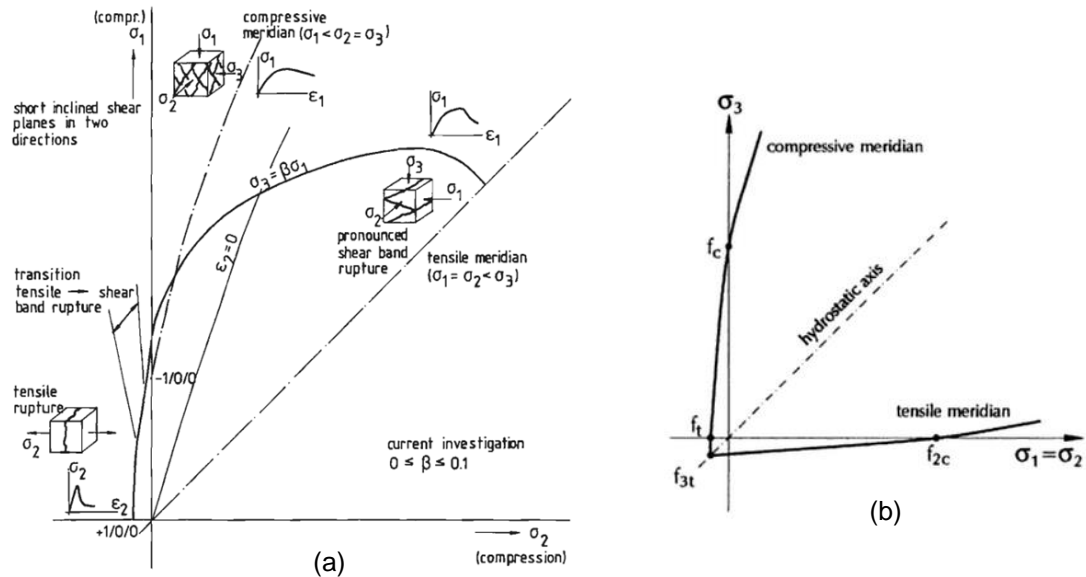 (compr.)
σ1
compressive
meridian (σ1 < σ2 = σ3)
σ1
σ3
σ2
σ1
ε1
short inclined shear
planes in two
directions
σ1
ε1
σ3 = βσ1
ε2 = 0
σ3
σ1
σ2
pronounced
shear band
rupture
tensile meridian
(σ1 = σ2 < σ3)
transition
tensile → shear
band rupture
-1/0/0
tensile
rupture
σ2
σ2
ε2
+1/0/0
current investigation
0 ≤ β ≤ 0.1
σ2
(compression)
(a)
σ3
compressive meridian
fc
hydrostatic axis
tensile meridian
ft
f2c
σ1=σ2
f3t
(b)